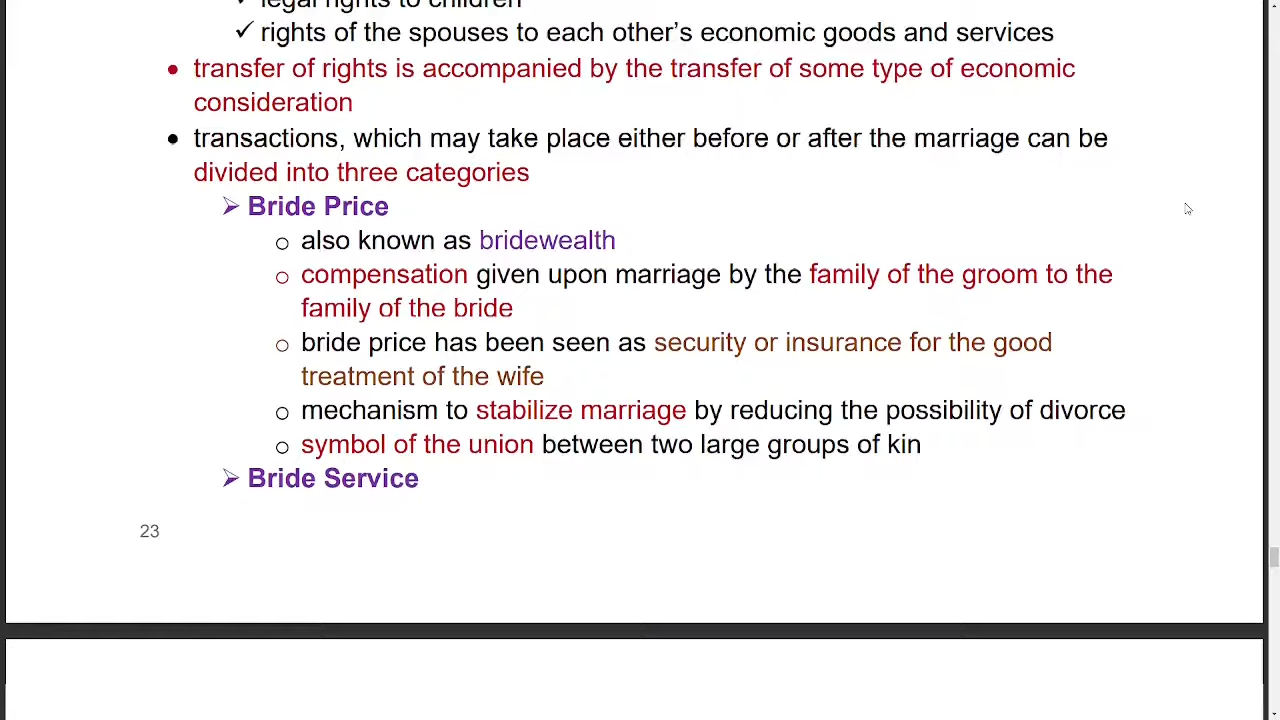 ✓ legal rights to children
✓ rights of the spouses to each other’s economic goods and services
• transfer of rights is accompanied by the transfer of some type of economic
consideration
• transactions, which may take place either before or after the marriage can be
divided into three categories
➢ Bride Price
o also known as bridewealth
o compensation given upon marriage by the family of the groom to the
family of the bride
o bride price has been seen as security or insurance for the good
treatment of the wife
o mechanism to stabilize marriage by reducing the possibility of divorce
o symbol of the union between two large groups of kin
➢ Bride Service
23